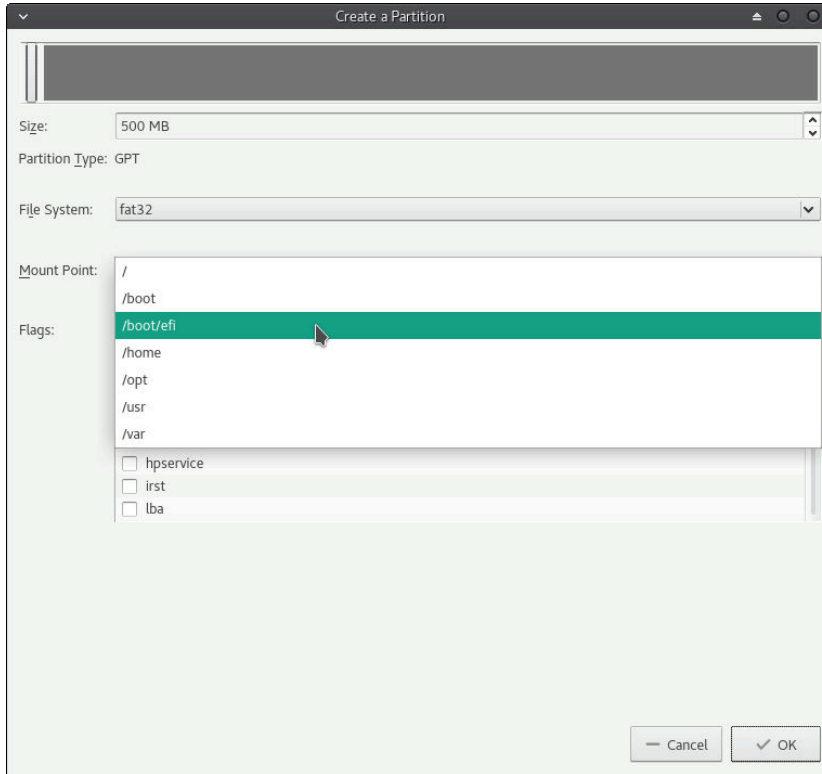 Create a Partition
Size: 500 MB
Partition Type: GPT
File System: fat32
Mount Point: /
/boot
/boot/efi
Flags:
/home
/opt
/usr
/var
hpservice
irst
lba
Cancel OK